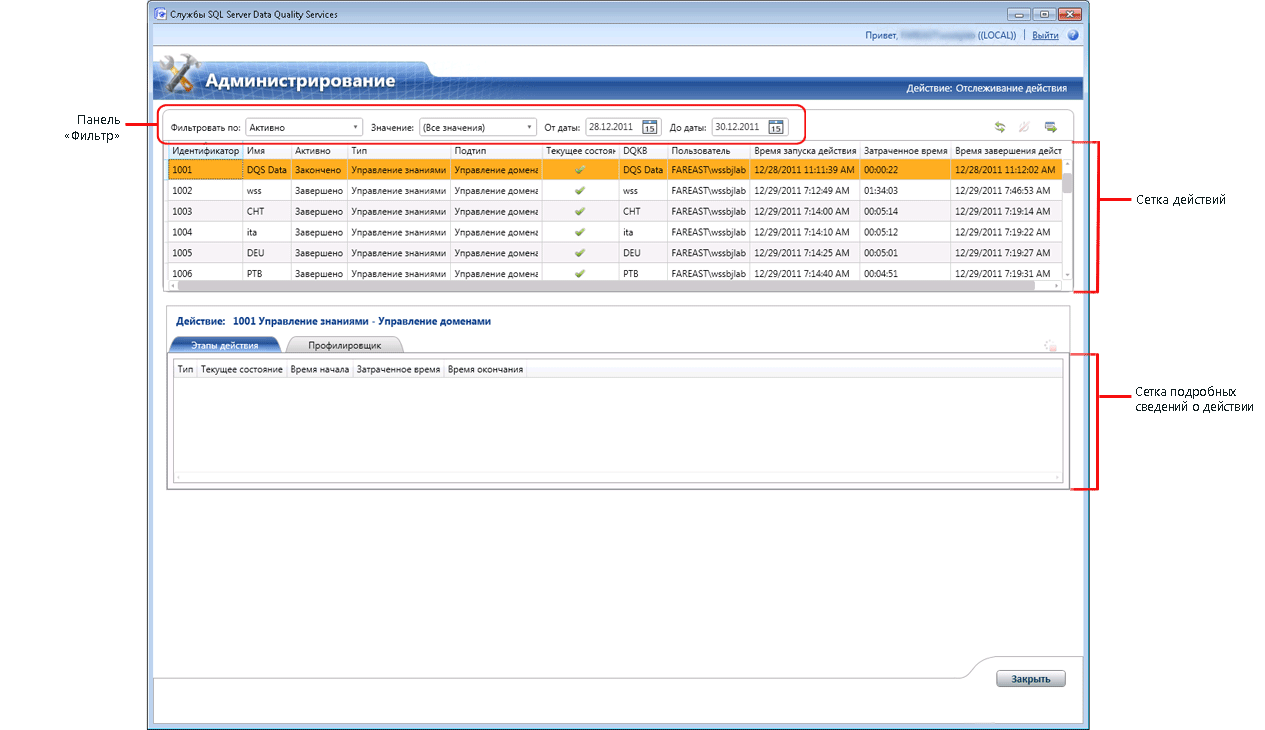 Службы SQL Server Data Quality Services
Привет, ((LOCAL)) Выйти
Администрирование
Действие: Отслеживание действия
Панель «Фильтр»
Фильтровать по: Активно Значение: (Все значения) От даты: 28.12.2011 15 До даты: 30.12.2011 15
Идентификатор Имя Активно Тип Подтип Текущее состоян DQKB Пользователь Время запуска действия Затраченное время Время завершения дейст
1001 DQS Data Закончено Управление знаниями Управление домена DQS Data FAREAST\wssbjlab 12/28/2011 11:11:39 AM 00:00:22 12/28/2011 11:12:02 AM
1002 wss Завершено Управление знаниями Управление домена wss FAREAST\wssbjlab 12/29/2011 7:12:49 AM 01:34:03 12/29/2011 7:46:53 AM
1003 CHT Завершено Управление знаниями Управление домена CHT FAREAST\wssbjlab 12/29/2011 7:14:00 AM 00:05:14 12/29/2011 7:19:14 AM
1004 ita Завершено Управление знаниями Управление домена ita FAREAST\wssbjlab 12/29/2011 7:14:10 AM 00:05:12 12/29/2011 7:19:22 AM
1005 DEU Завершено Управление знаниями Управление домена DEU FAREAST\wssbjlab 12/29/2011 7:14:25 AM 00:05:01 12/29/2011 7:19:27 AM
1006 PTB Завершено Управление знаниями Управление домена PTB FAREAST\wssbjlab 12/29/2011 7:14:40 AM 00:04:51 12/29/2011 7:19:31 AM
Сетка действий
Действие: 1001 Управление знаниями - Управление доменами
Этапы действия Профилировщик
Тип Текущее состояние Время начала Затраченное время Время окончания
Сетка подробных
сведений о действии
Закрыть